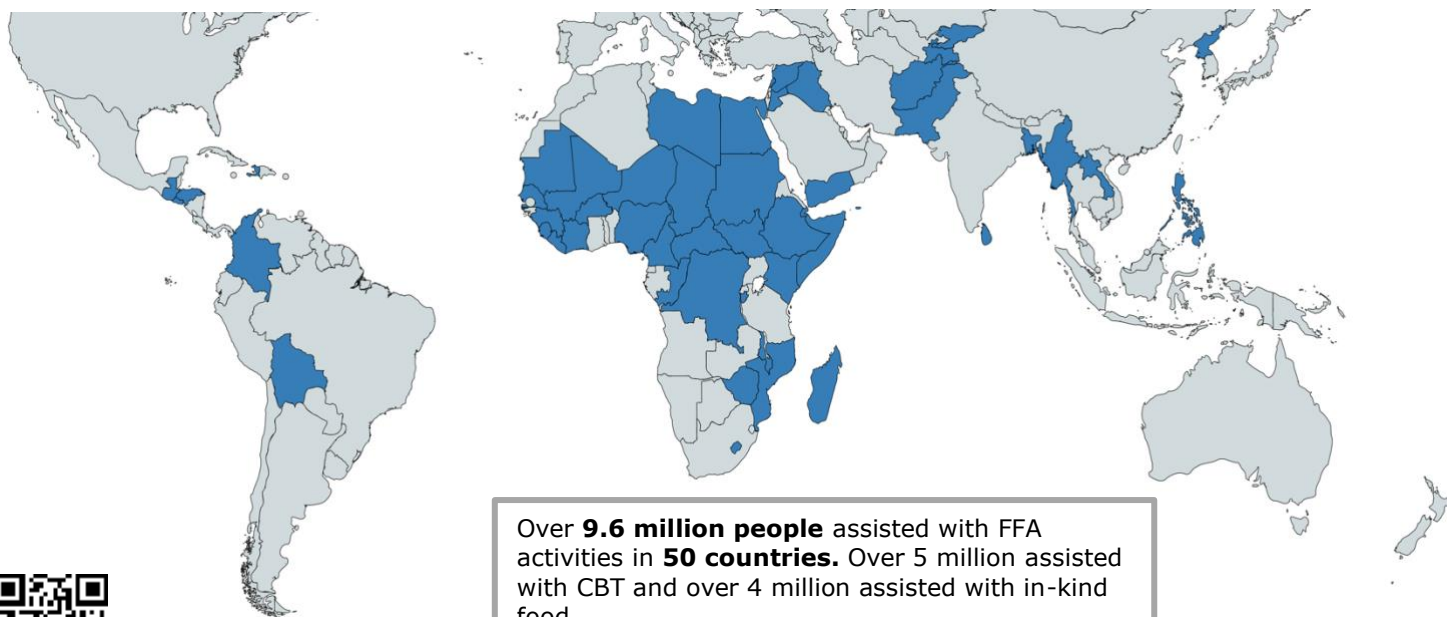 Over 9.6 million people assisted with FFA
activities in 50 countries. Over 5 million assisted
with CBT and over 4 million assisted with in-kind
food